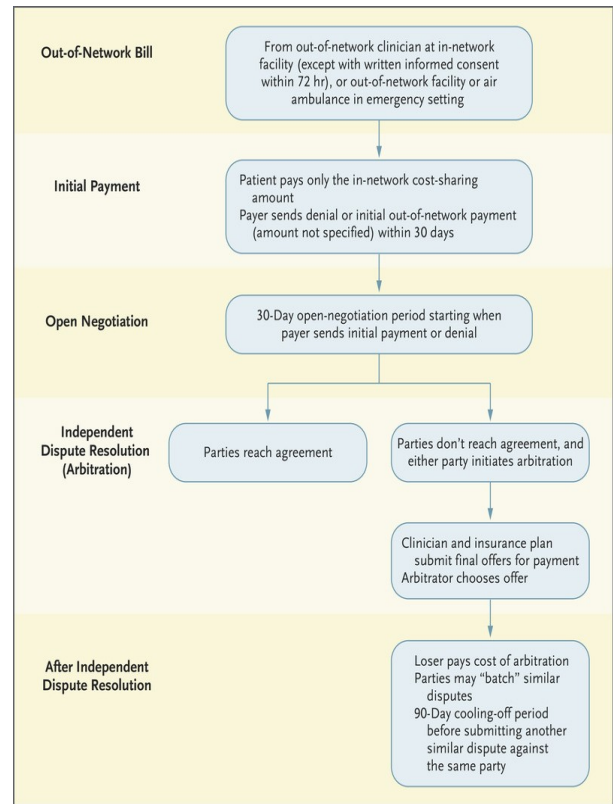 Out-of-Network Bill
From out-of-network clinician at in-network
facility (except with written informed consent
within 72 hr), or out-of-network facility or air
ambulance in emergency setting
Initial Payment
Patient pays only the in-network cost-sharing
amount
Payer sends denial or initial out-of-network payment
(amount not specified) within 30 days
Open Negotiation
30-Day open-negotiation period starting when
payer sends initial payment or denial
Independent
Dispute Resolution
(Arbitration)
Parties reach agreement
Parties don’t reach agreement, and
either party initiates arbitration
Clinician and insurance plan
submit final offers for payment
Arbitrator chooses offer
After Independent
Dispute Resolution
Loser pays cost of arbitration
Parties may “batch” similar
disputes
90-Day cooling-off period
before submitting another
similar dispute against
the same party